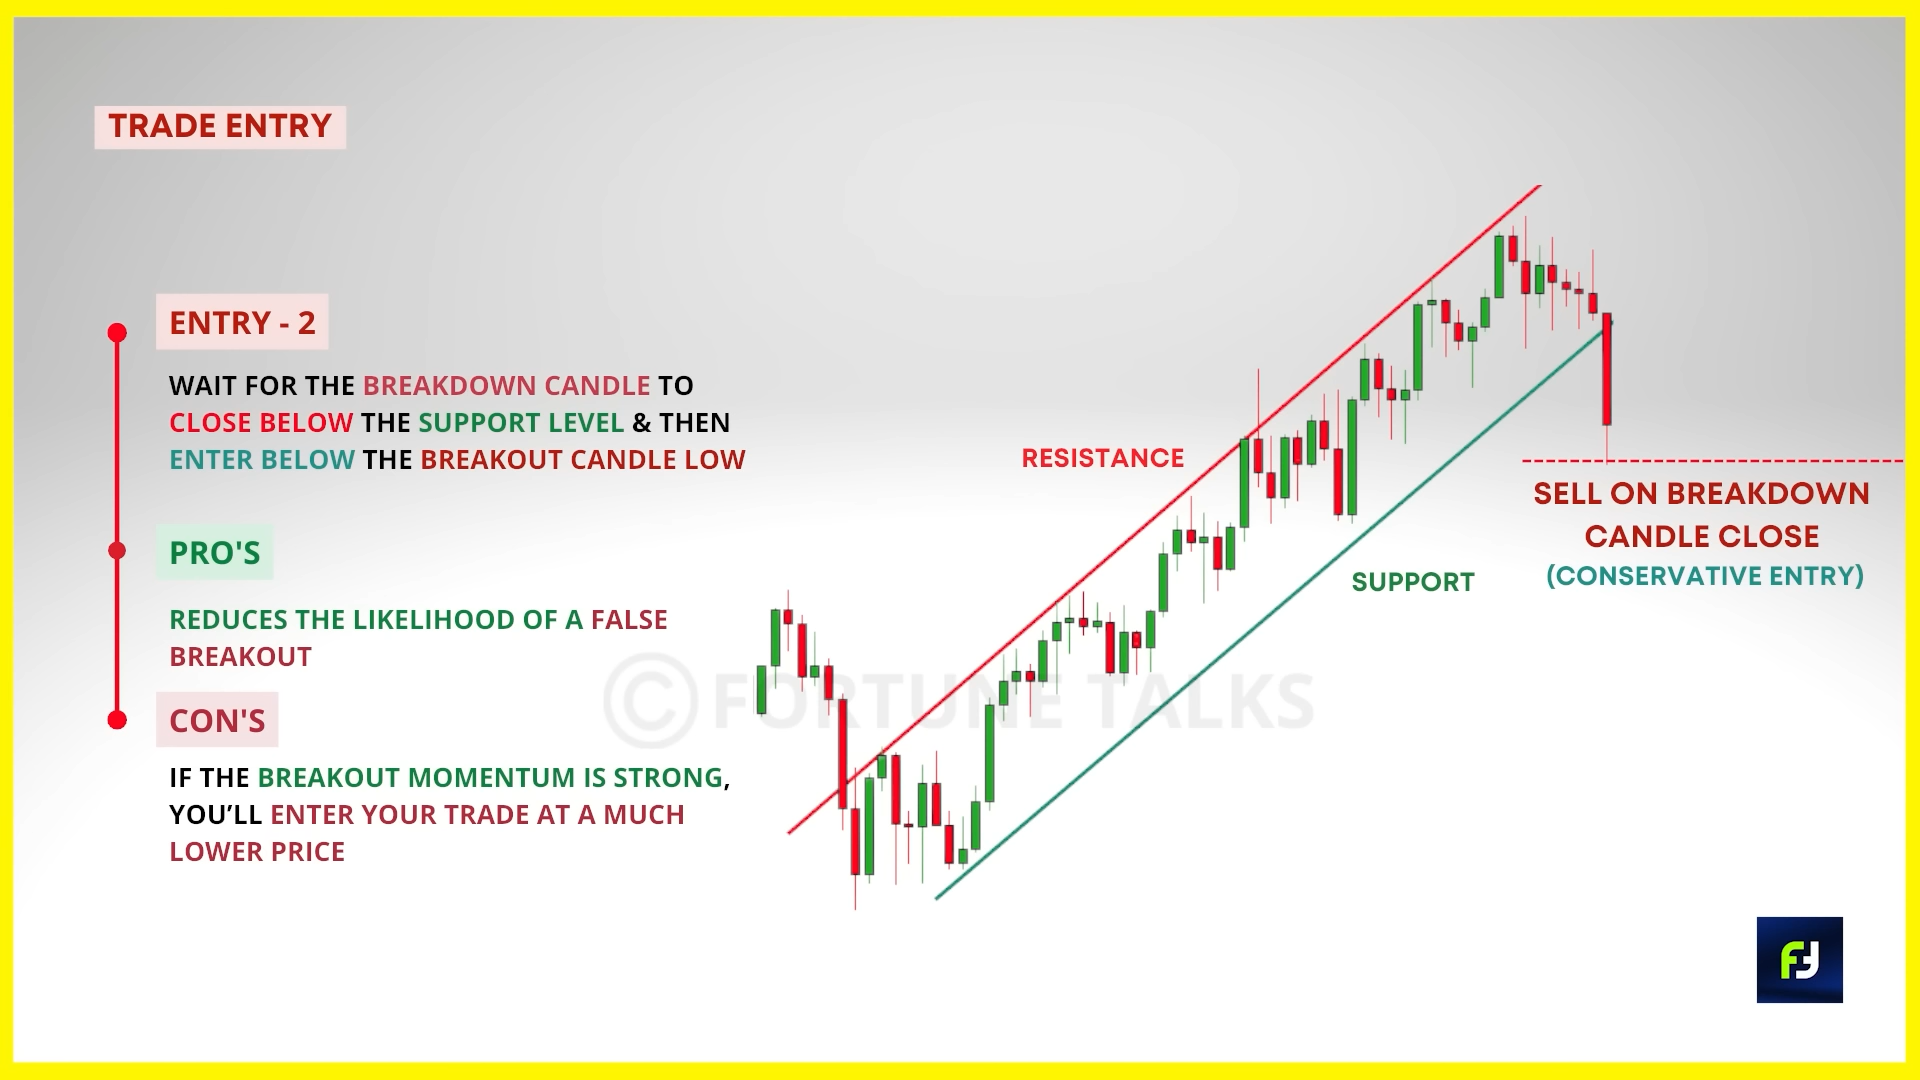 TRADE ENTRY
ENTRY - 2
WAIT FOR THE BREAKDOWN CANDLE TO
CLOSE BELOW THE SUPPORT LEVEL & THEN
ENTER BELOW THE BREAKOUT CANDLE LOW
PRO'S
REDUCES THE LIKELIHOOD OF A FALSE
BREAKOUT
CON'S
IF THE BREAKOUT MOMENTUM IS STRONG,
YOU’LL ENTER YOUR TRADE AT A MUCH
LOWER PRICE
RESISTANCE
SUPPORT
SELL ON BREAKDOWN
CANDLE CLOSE
(CONSERVATIVE ENTRY)
© FORTUNE TALKS